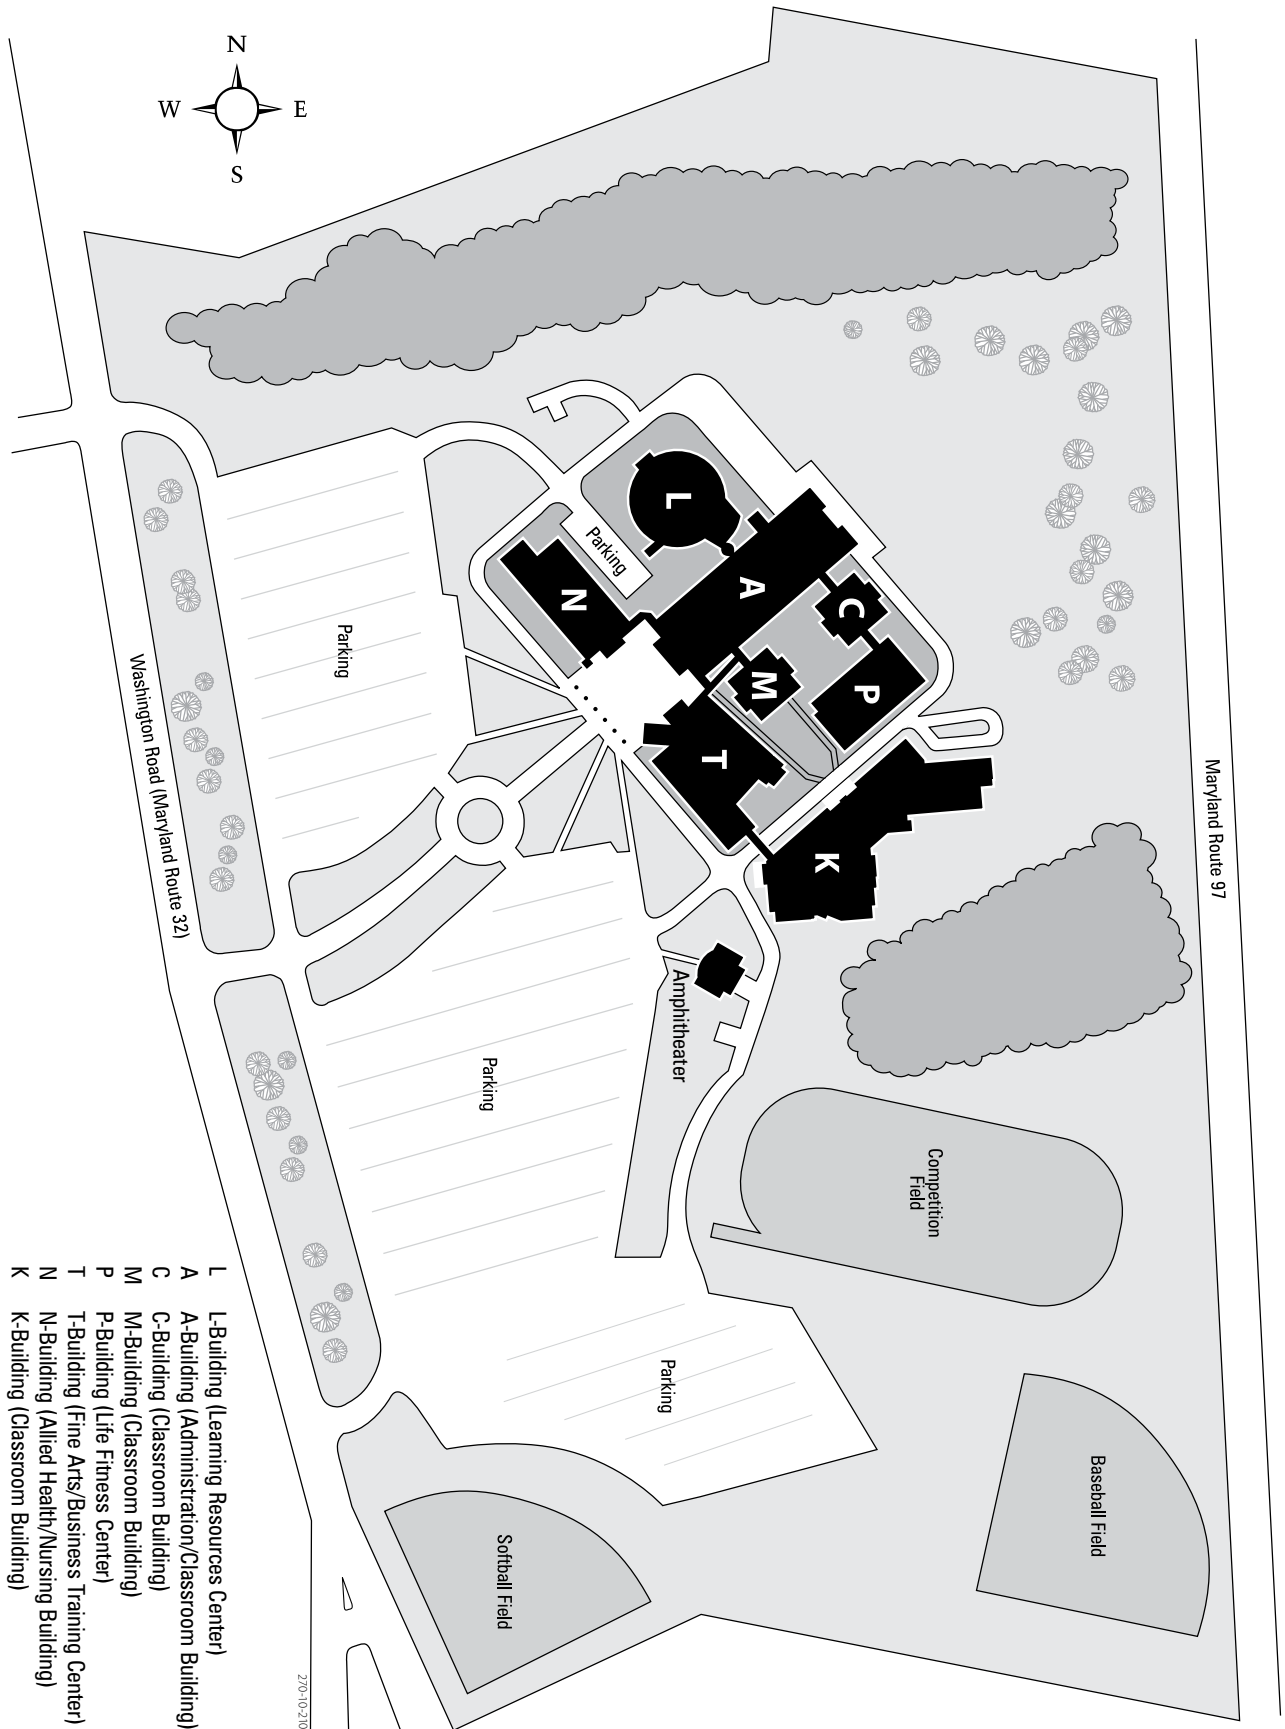 N
W
E
S
L
A
C
M
P
N
T
K
Parking
Parking
Washington Road (Maryland Route 32)
Maryland Route 97
Amphitheater
Parking
Competition
Field
Parking
Baseball Field
Softball Field
L L-Building (Learning Resources Center)
A A-Building (Administration/Classroom Building)
C C-Building (Classroom Building)
M M-Building (Classroom Building)
P P-Building (Life Fitness Center)
T T-Building (Fine Arts/Business Training Center)
N N-Building (Allied Health/Nursing Building)
K K-Building (Classroom Building)
270-10-210